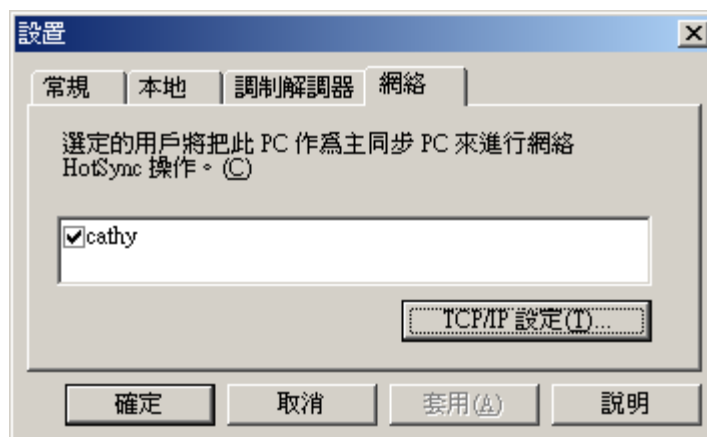 設置
常規 本地 調制解調器 網絡
選定的用戶將把此 PC 作爲主同步 PC 來進行網絡
HotSync 操作。(C)
cathy
TCP/IP 設定(T)...
確定 取消 套用(A) 說明